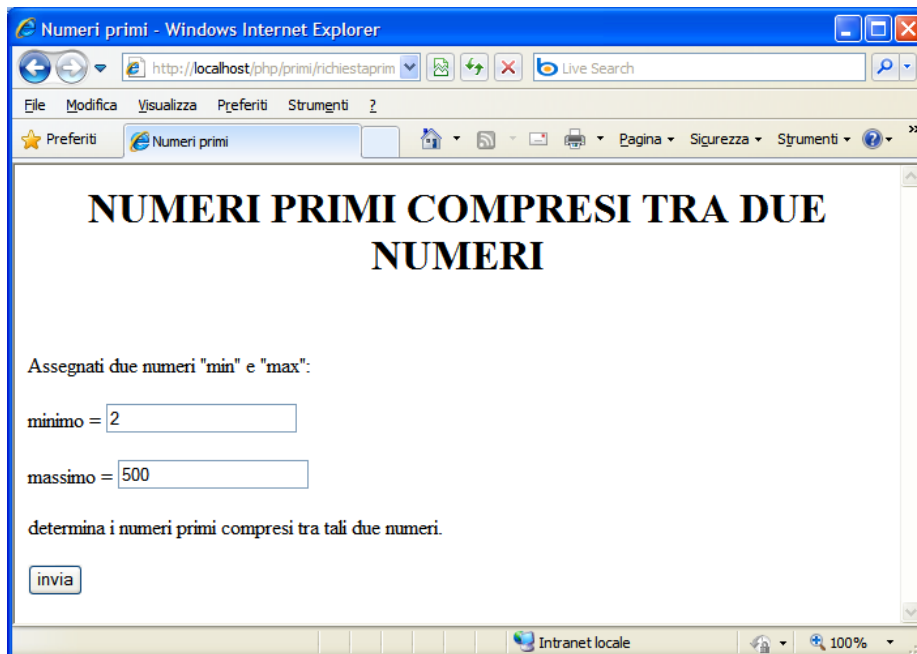 Numeri primi - Windows Internet Explorer
http://localhost/php/primi/richiestaprim
Live Search
File Modifica Visualizza Preferiti Strumenti ?
Preferiti
Numeri primi
Pagina Sicurezza Strumenti
NUMERI PRIMI COMPRESI TRA DUE
NUMERI
Assegnati due numeri "min" e "max":
minimo = 2
massimo = 500
determina i numeri primi compresi tra tali due numeri.
invia
Intranet locale
100%